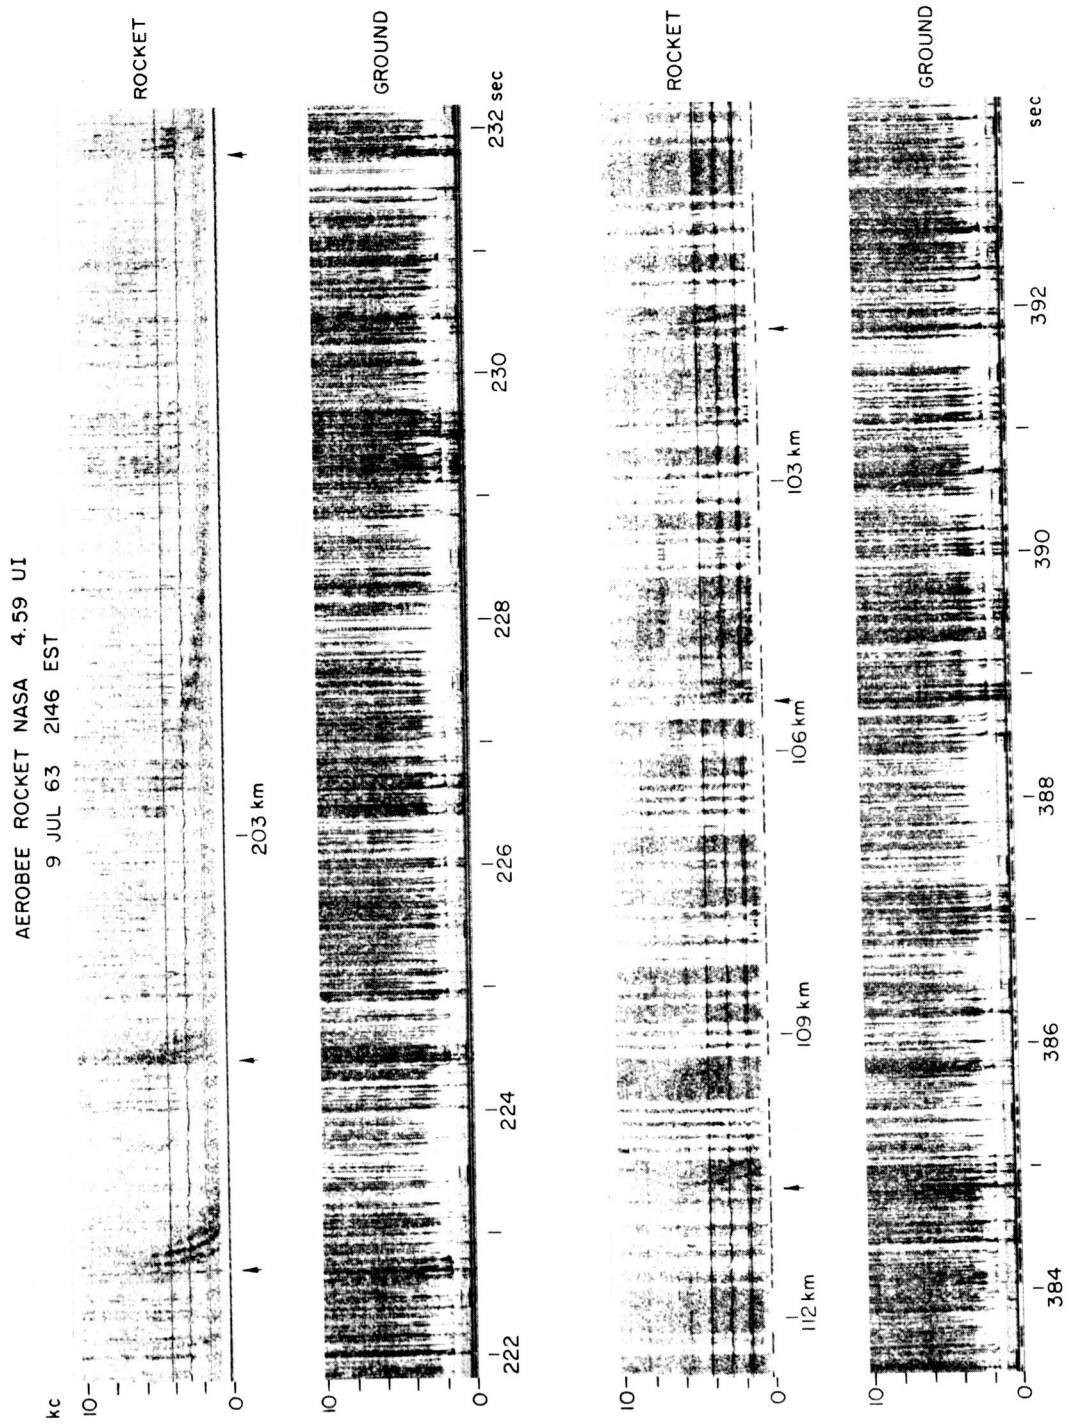 AEROBEE ROCKET NASA 4.59 UI
9 JUL 63 2146 EST
kc
10
0
ROCKET
203 km
10
0
GROUND
222
224
226
228
230
232 sec
10
0
ROCKET
112 km
109 km
106 km
103 km
10
0
GROUND
384
386
388
390
392
sec